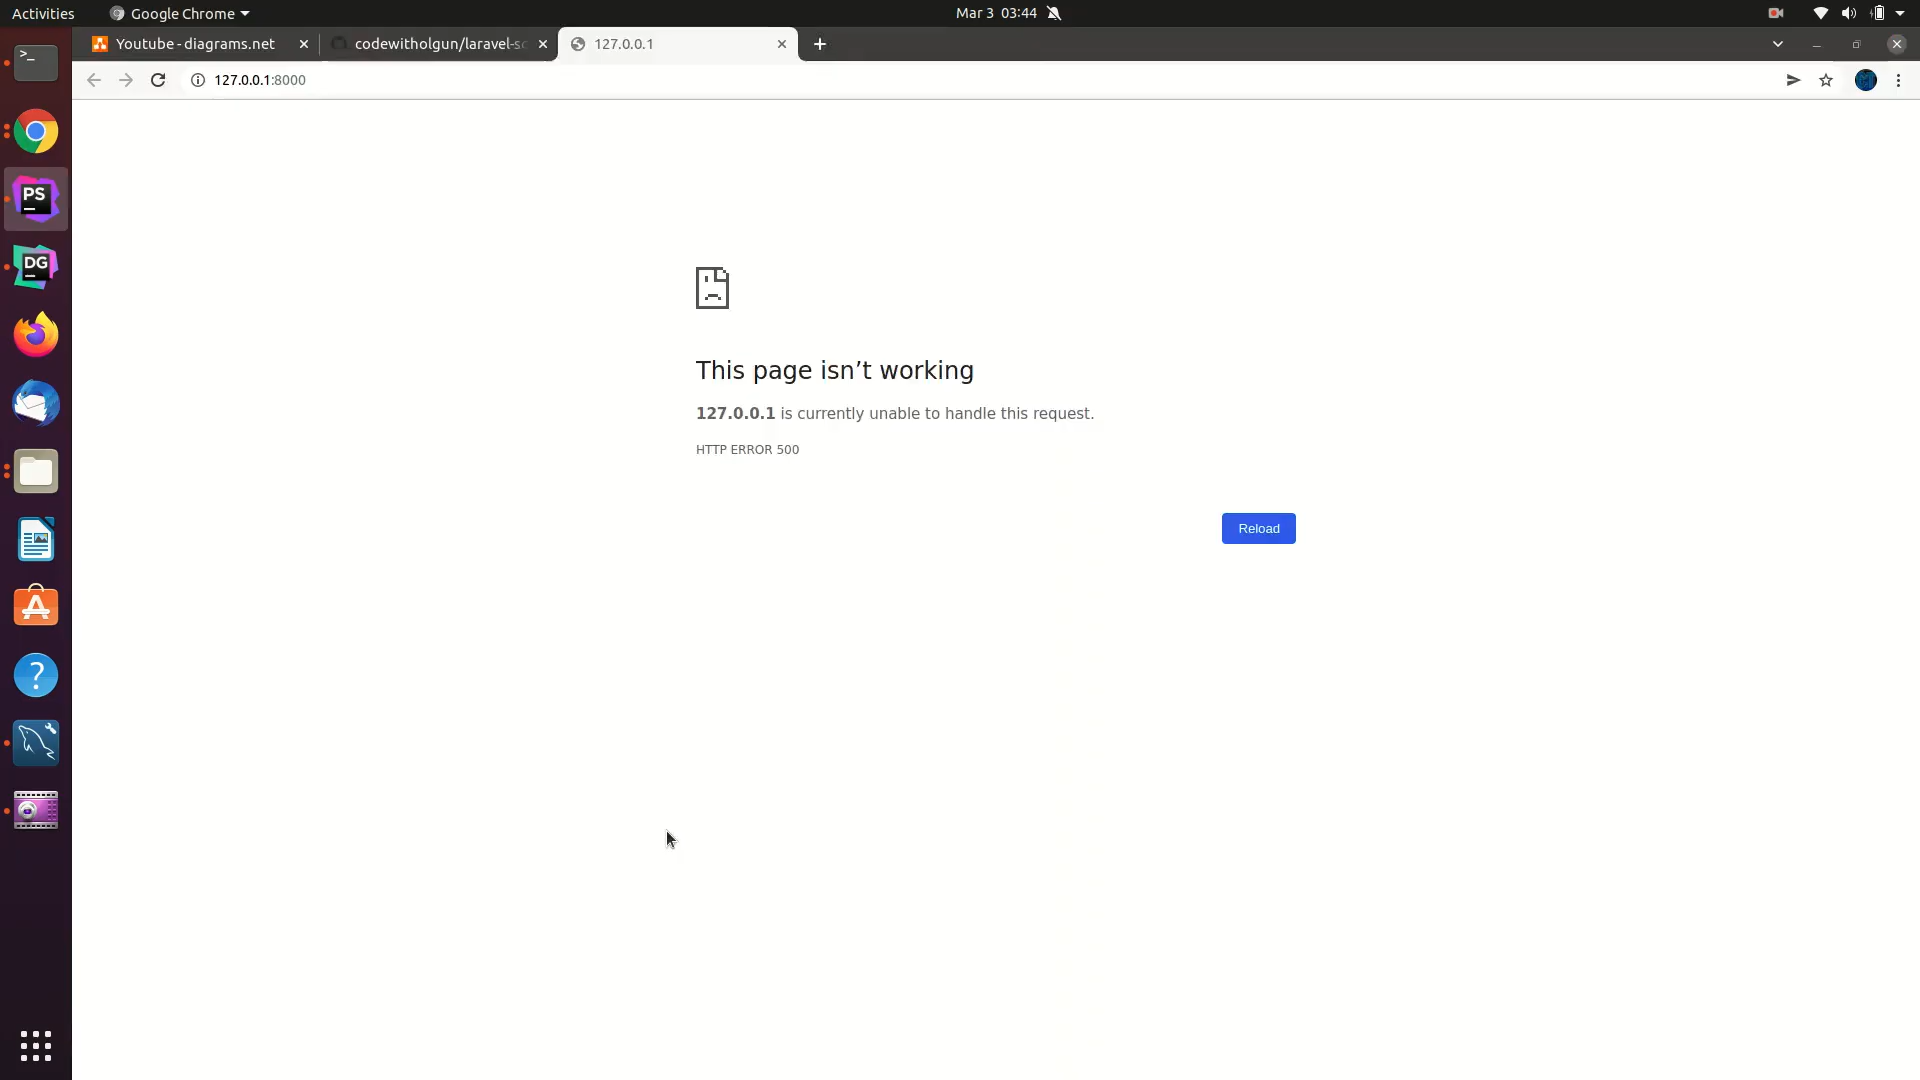 Activities
Google Chrome
Mar 3 03:44
Youtube - diagrams.net
codewitholgun/laravel-sc
127.0.0.1
127.0.0.1:8000
>_
PS
DG
This page isn’t working
127.0.0.1 is currently unable to handle this request.
HTTP ERROR 500
Reload
?